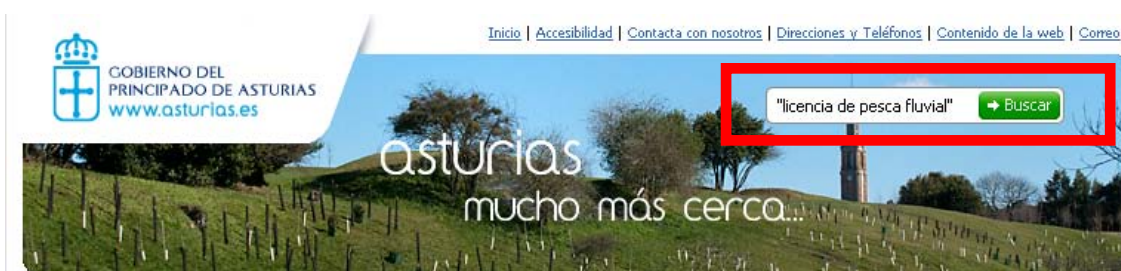 Inicio | Accesibilidad | Contacta con nosotros | Direcciones y Teléfonos | Contenido de la web | Correo
GOBIERNO DEL
PRINCIPADO DE ASTURIAS
www.asturias.es
"licencia de pesca fluvial" Buscar
asturias
mucho más cerca...